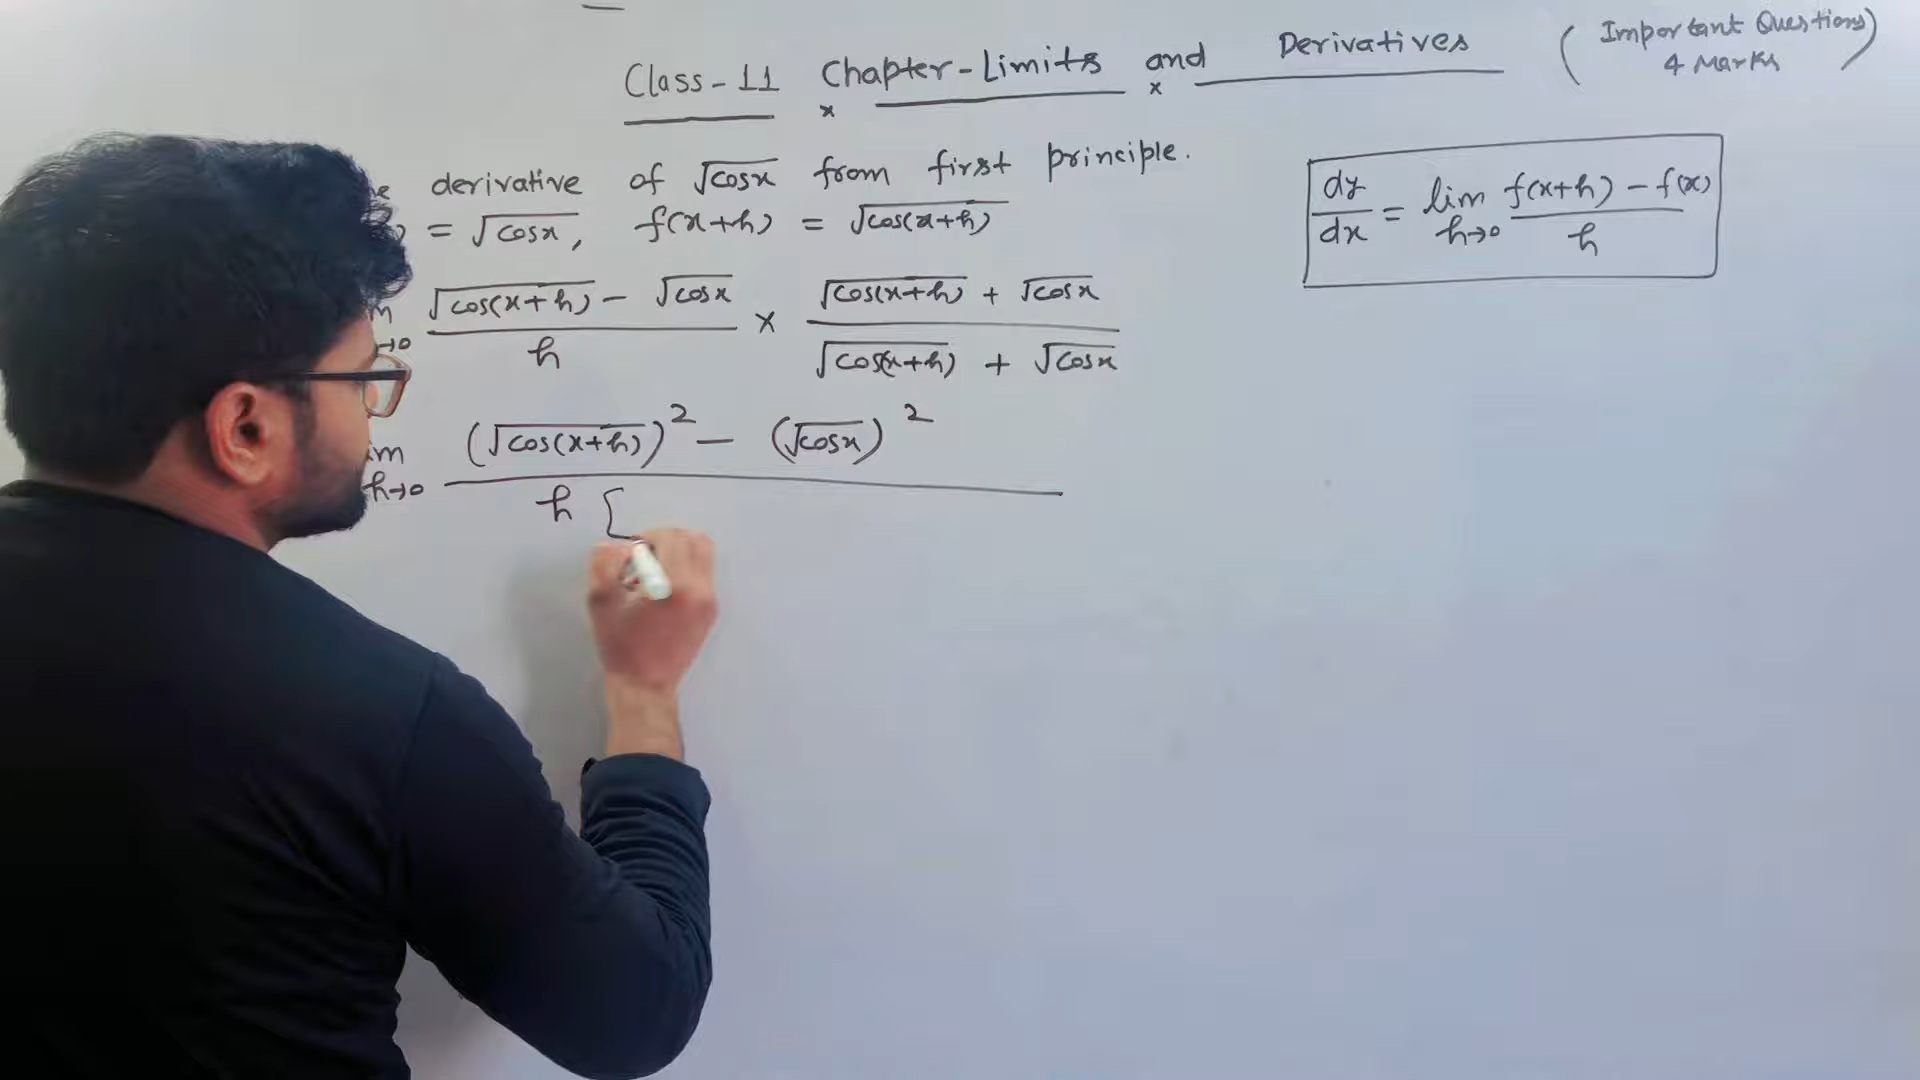 Class-11 Chapter-Limits and Derivatives (Important Questions)
4 Marks
derivative of √cosx from first principle.
= √cosx, f(x+h) = √cos(x+h)
dy/dx = lim h→0 (f(x+h) - f(x))/h
(√cos(x+h) - √cosx)/h × (√cos(x+h) + √cosx)/(√cos(x+h) + √cosx)
(√cos(x+h))² - (√cosx)²
h→0
h [